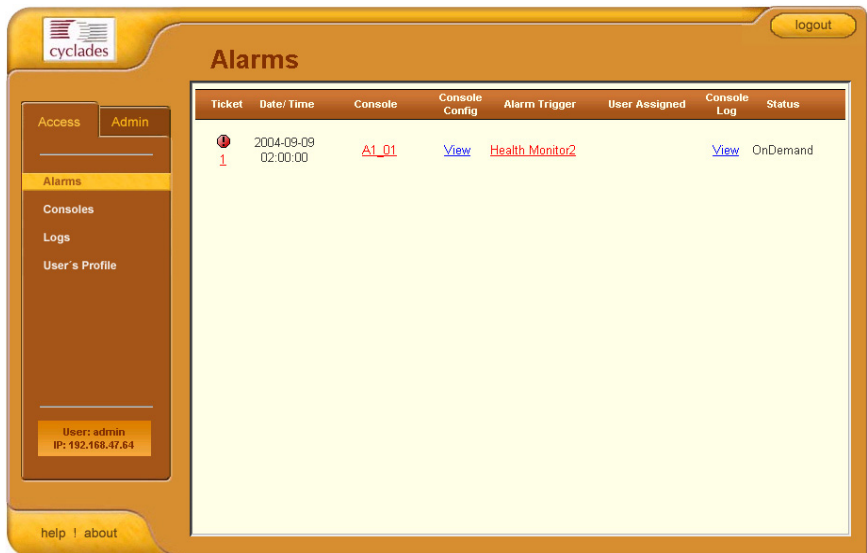 cyclades
logout
Alarms
Access
Admin
Alarms
Consoles
Logs
User´s Profile
User: admin
IP: 192.168.47.64
help ! about
Ticket Date/Time Console Console Config Alarm Trigger User Assigned Console Log Status
1 2004-09-09 02:00:00 A1_01 View Health Monitor2 View OnDemand